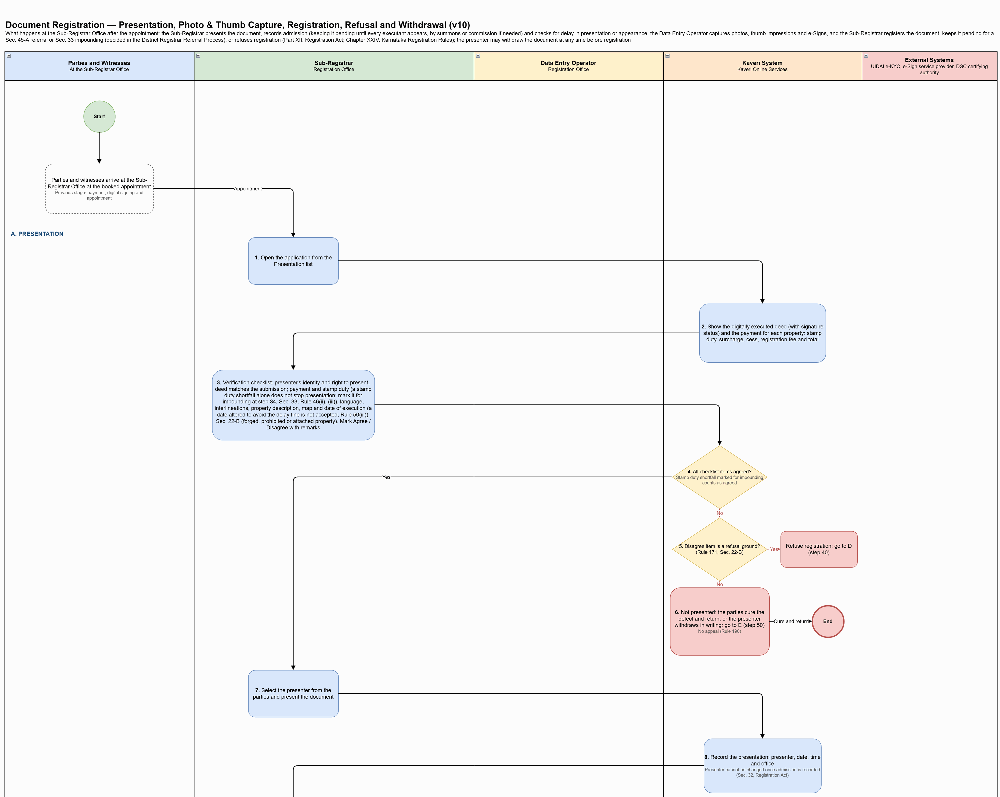 Document Registration — Presentation, Photo & Thumb Capture, Registration, Refusal and Withdrawal (v10)
What happens at the Sub-Registrar Office after the appointment: the Sub-Registrar presents the document, records admission (keeping it pending until every executant appears, by summons or commission if needed) and checks for delay in presentation or appearance, the Data Entry Operator captures photos, thumb impressions and e-Signs, and the Sub-Registrar registers the document, keeps it pending for a
Sec. 45-A referral or Sec. 33 impounding (decided in the District Registrar Referral Process), or refuses registration (Part XII, Registration Act; Chapter XXIV, Karnataka Registration Rules); the presenter may withdraw the document at any time before registration
Parties and Witnesses
At the Sub-Registrar Office
Sub-Registrar
Registration Office
Data Entry Operator
Registration Office
Kaveri System
Kaveri Online Services
External Systems
UIDAI e-KYC, e-Sign service provider, DSC certifying
authority
Start
Parties and witnesses arrive at the Sub-
Registrar Office at the booked appointment
Previous stage: payment, digital signing and
appointment
Appointment
A. PRESENTATION
1. Open the application from the
Presentation list
2. Show the digitally executed deed (with signature
status) and the payment for each property: stamp
duty, surcharge, cess, registration fee and total
3. Verification checklist: presenter's identity and right to present;
deed matches the submission; payment and stamp duty (a stamp
duty shortfall alone does not stop presentation: mark it for
impounding at step 34, Sec. 33; Rule 46(ii), (iii)); language,
interlineations, property description, map and date of execution (a
date altered to avoid the delay fine is not accepted, Rule 50(iii));
Sec. 22-B (forged, prohibited or attached property). Mark Agree /
Disagree with remarks
4. All checklist items agreed?
Stamp duty shortfall marked for impounding
counts as agreed
Yes
No
5. Disagree item is a refusal ground?
(Rule 171, Sec. 22-B)
Yes
Refuse registration: go to D
(step 40)
No
6. Not presented: the parties cure the
defect and return, or the presenter
withdraws in writing: go to E (step 50)
No appeal (Rule 190)
Cure and return
End
7. Select the presenter from the
parties and present the document
8. Record the presentation: presenter, date, time
and office
Presenter cannot be changed once admission is recorded
(Sec. 32, Registration Act)